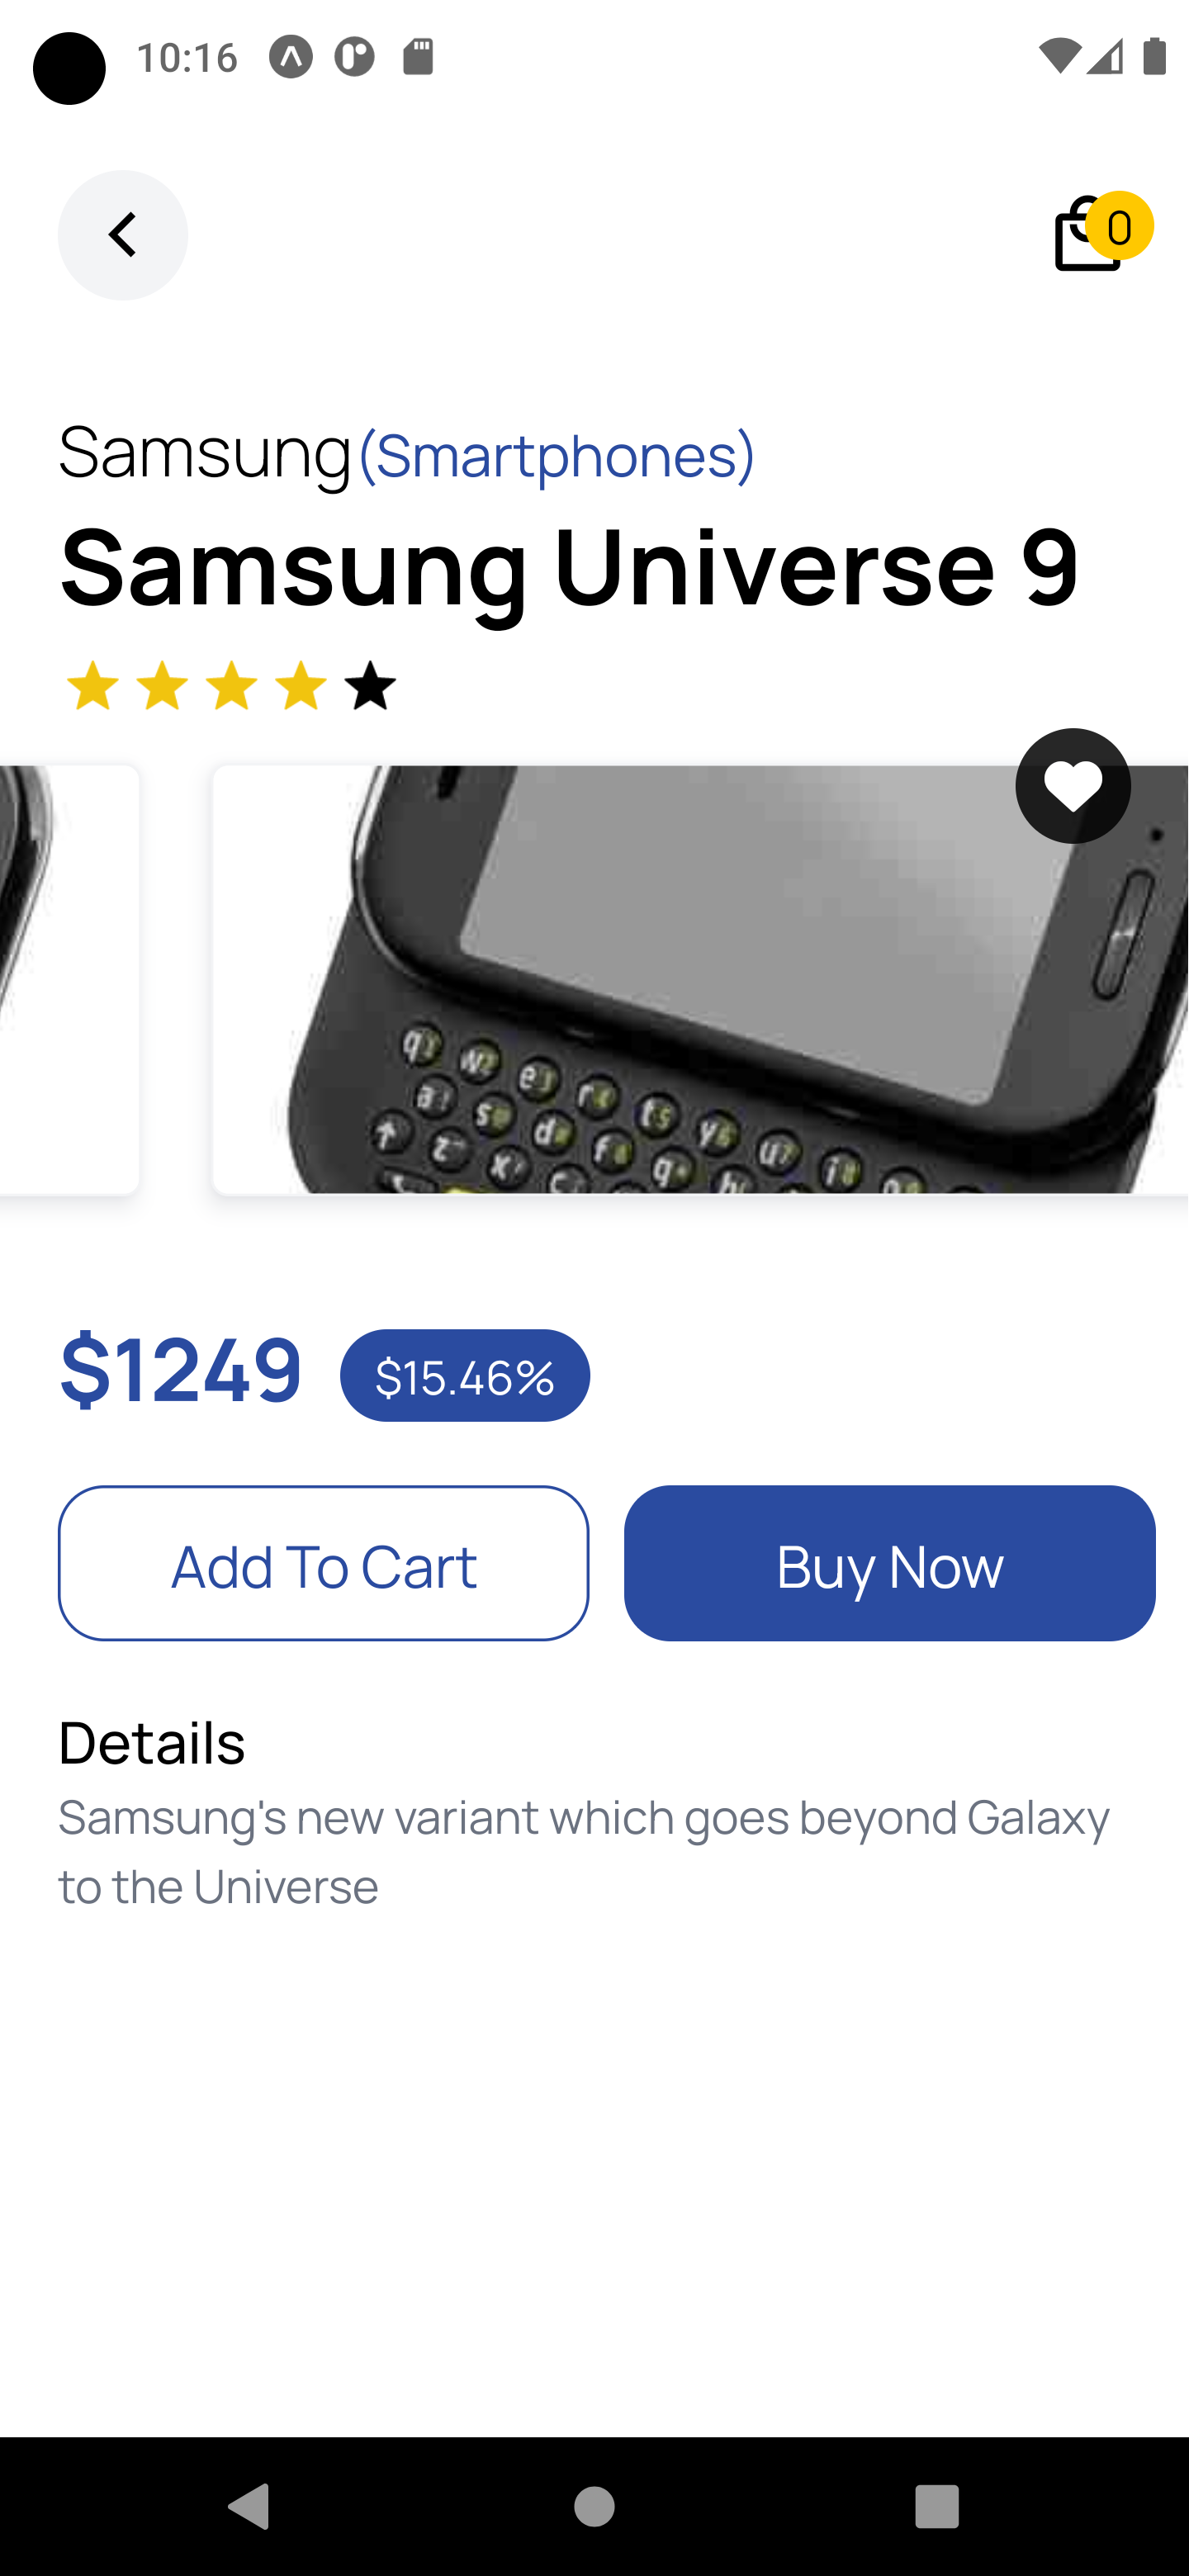 10:16
0
Samsung(Smartphones)
Samsung Universe 9
$1249 $15.46%
Add To Cart Buy Now
Details
Samsung's new variant which goes beyond Galaxy
to the Universe